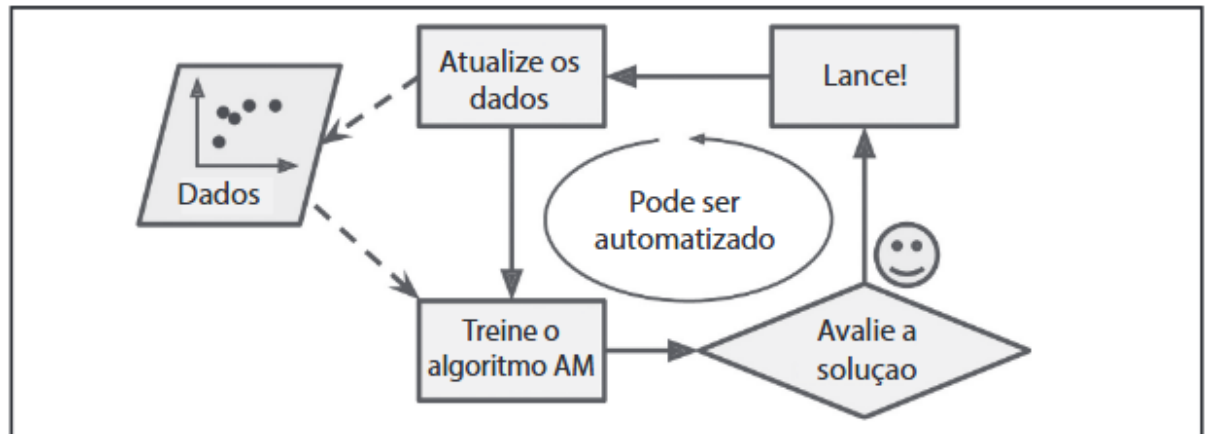 Atualize os
dados
Lance!
Dados
Pode ser
automatizado
Treine o
algoritmo AM
Avalie a
soluçao